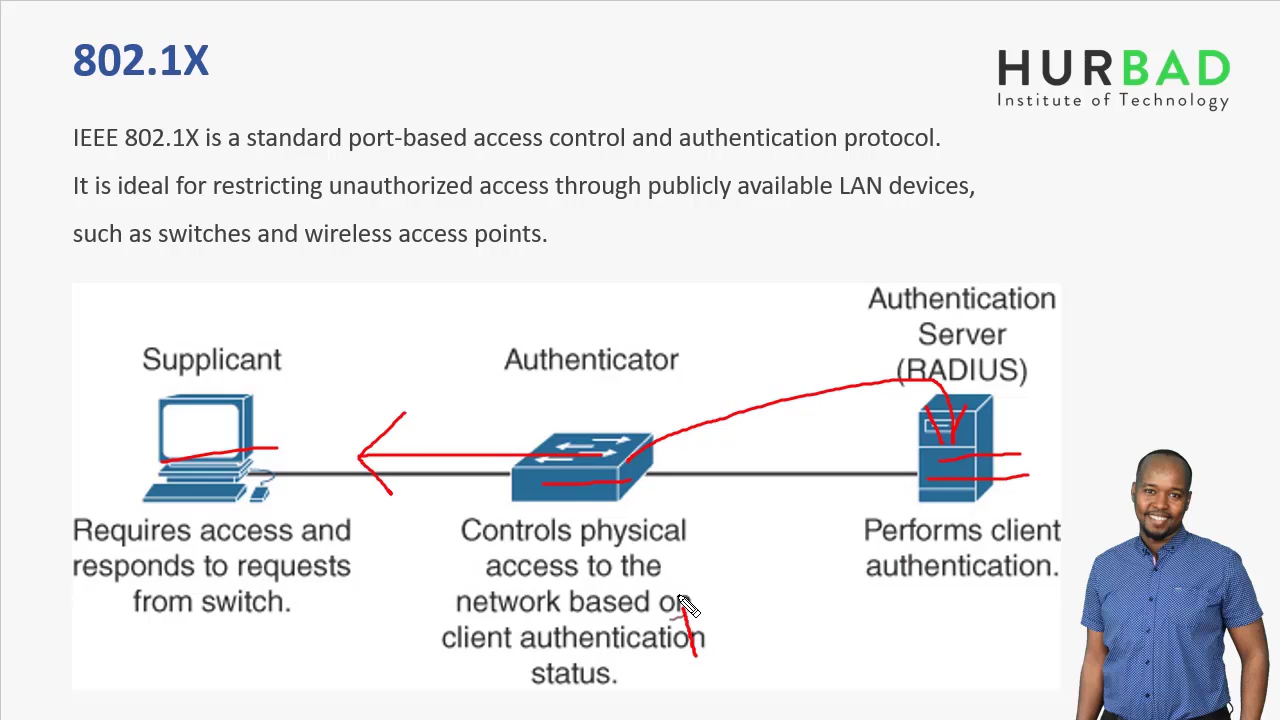 802.1X
HURBAD
Institute of Technology
IEEE 802.1X is a standard port-based access control and authentication protocol.
It is ideal for restricting unauthorized access through publicly available LAN devices,
such as switches and wireless access points.
Supplicant
Requires access and
responds to requests
from switch.
Authenticator
Controls physical
access to the
network based on
client authentication
status.
Authentication
Server
(RADIUS)
Performs client
authentication.